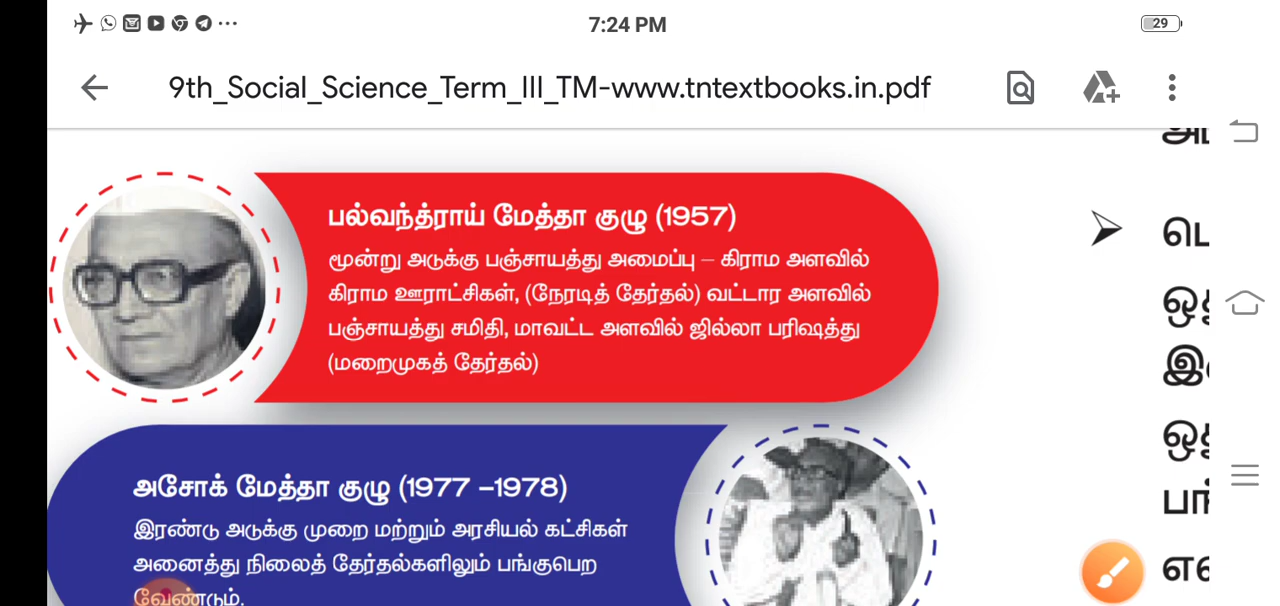 7:24 PM
29
9th_Social_Science_Term_III_TM-www.tntextbooks.in.pdf
பல்வந்த்ராய் மேத்தா குழு (1957)
மூன்று அடுக்கு பஞ்சாயத்து அமைப்பு – கிராம அளவில்
கிராம ஊராட்சிகள், (நேரடித் தேர்தல்) வட்டார அளவில்
பஞ்சாயத்து சமிதி, மாவட்ட அளவில் ஜில்லா பரிஷத்து
(மறைமுகத் தேர்தல்)
அசோக் மேத்தா குழு (1977 –1978)
இரண்டு அடுக்கு முறை மற்றும் அரசியல் கட்சிகள்
அனைத்து நிலைத் தேர்தல்களிலும் பங்குபெற
வேண்டும்.